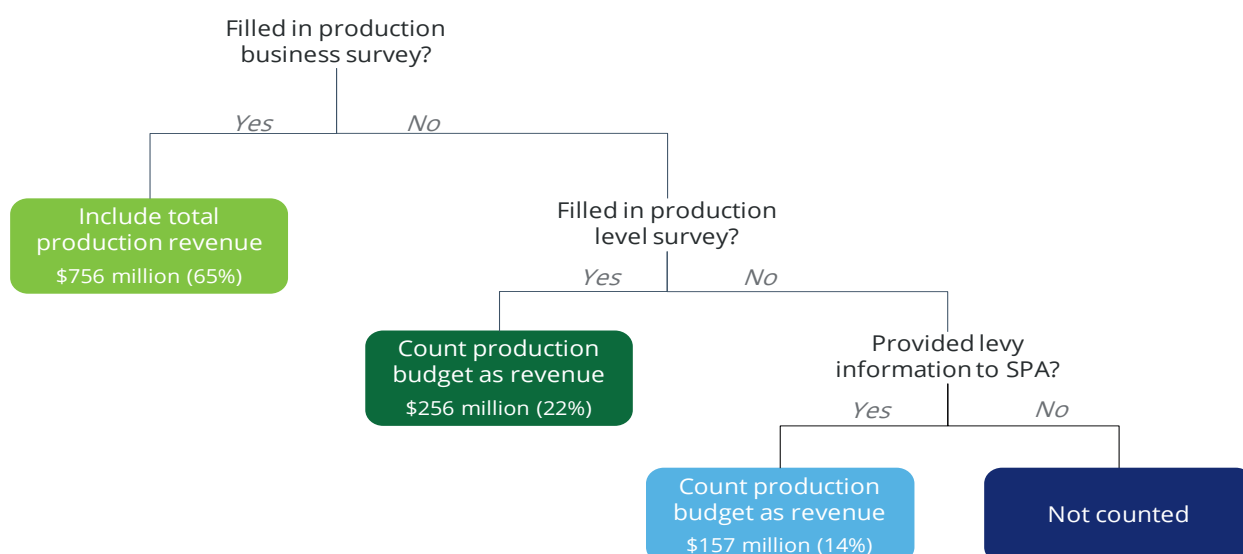 Filled in production
business survey?
Yes
No
Include total
production revenue
$756 million (65%)
Filled in production
level survey?
Yes
No
Count production
budget as revenue
$256 million (22%)
Provided levy
information to SPA?
Yes
No
Count production
budget as revenue
$157 million (14%)
Not counted